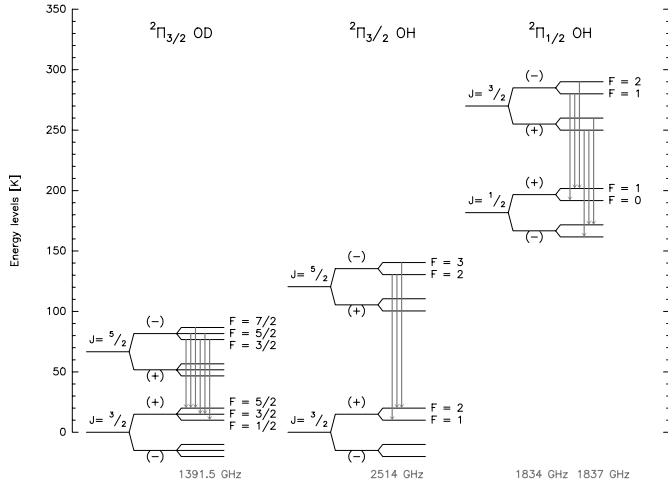 350
300
250
200
150
100
50
0
Energy levels [K]
²Π₃/₂ OD
J= ⁵/₂
(−)
(+)
F = 7/2
F = 5/2
F = 3/2
J= ³/₂
(+)
(−)
F = 5/2
F = 3/2
F = 1/2
1391.5 GHz
²Π₃/₂ OH
J= ⁵/₂
(−)
(+)
F = 3
F = 2
J= ³/₂
(+)
(−)
F = 2
F = 1
2514 GHz
²Π₁/₂ OH
J= ³/₂
(−)
(+)
F = 2
F = 1
J= ¹/₂
(+)
(−)
F = 1
F = 0
1834 GHz 1837 GHz